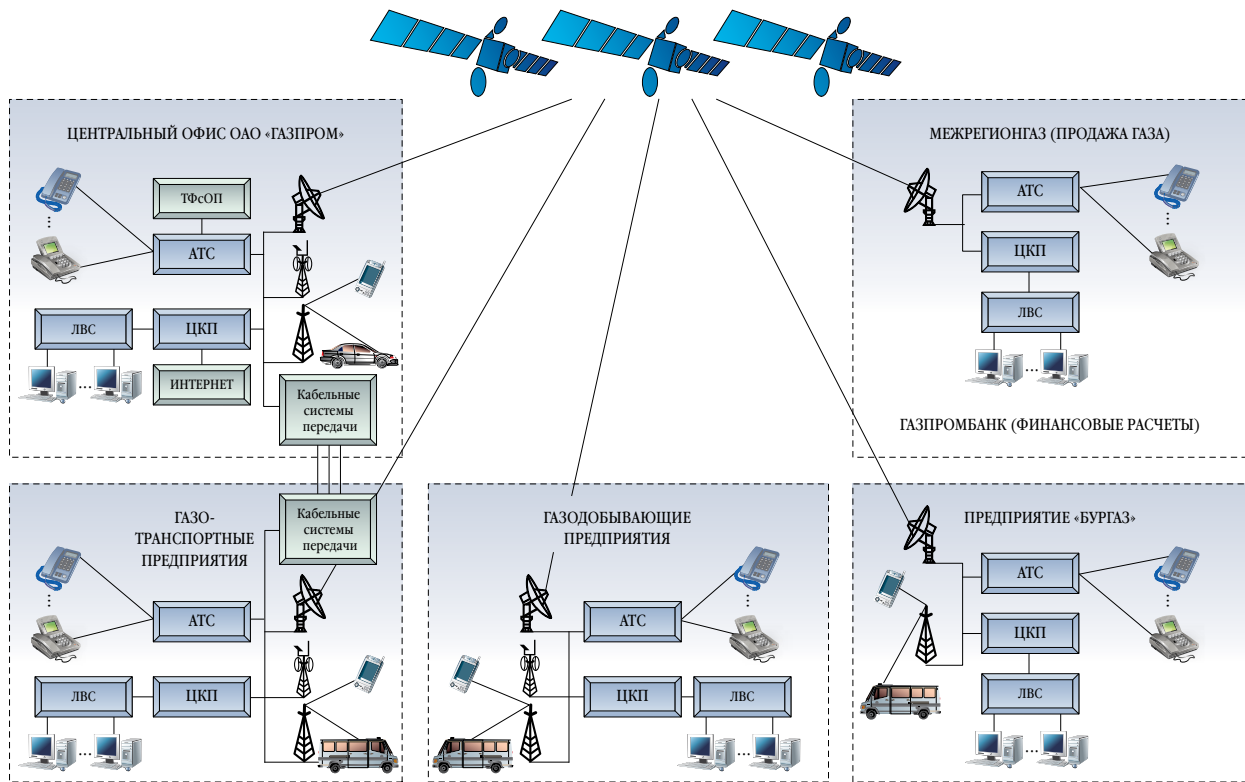 ЦЕНТРАЛЬНЫЙ ОФИС ОАО «ГАЗПРОМ»
ТФсОП
АТС
ЛВС
ЦКП
ИНТЕРНЕТ
Кабельные
системы
передачи
МЕЖРЕГИОНГАЗ (ПРОДАЖА ГАЗА)
АТС
ЦКП
ЛВС
ГАЗПРОМБАНК (ФИНАНСОВЫЕ РАСЧЕТЫ)
ГАЗО-
ТРАНСПОРТНЫЕ
ПРЕДПРИЯТИЯ
Кабельные
системы
передачи
АТС
ЛВС
ЦКП
ГАЗОДОБЫВАЮЩИЕ
ПРЕДПРИЯТИЯ
АТС
ЦКП
ЛВС
ПРЕДПРИЯТИЕ «БУРГАЗ»
АТС
ЦКП
ЛВС